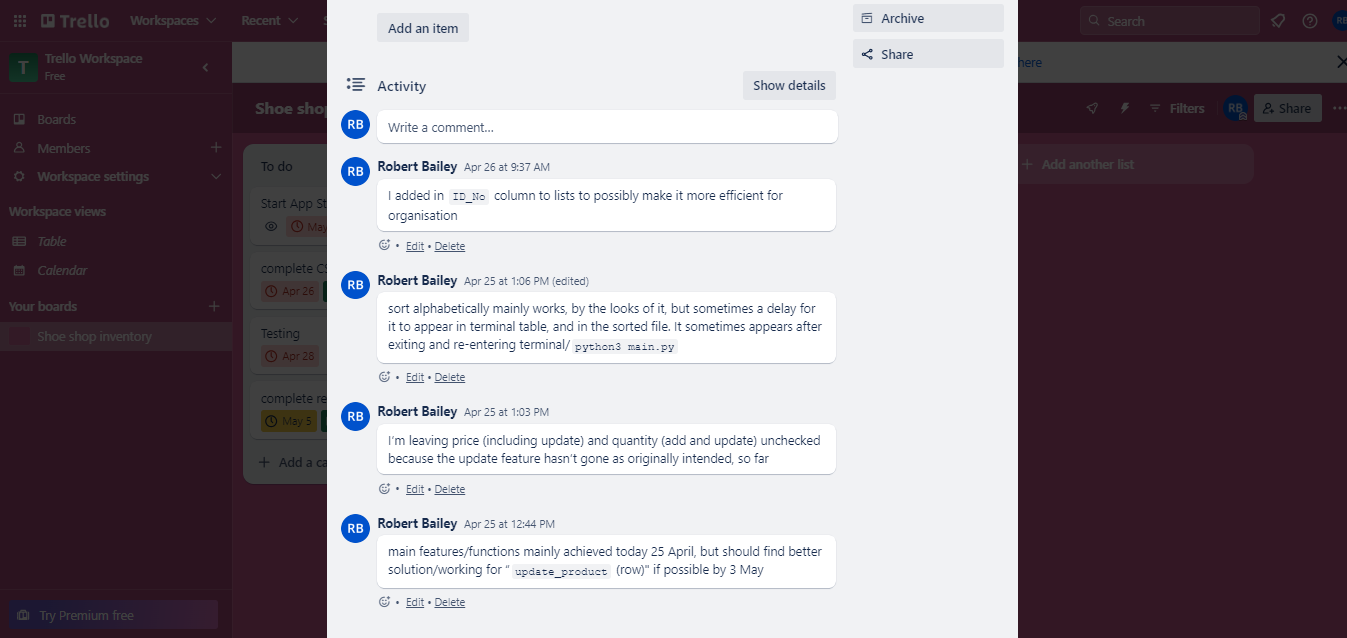 Trello
Workspaces
Recent
Search
RB
T
Trello Workspace
Free
here
Shoe shop
Filters
RB
Share
Boards
Members
Workspace settings
Workspace views
Table
Calendar
Your boards
Shoe shop inventory
Try Premium free
To do
Start App
May
complete
Apr 26
Testing
Apr 28
complete
May 5
Add a
Add another list
Add an item
Archive
Share
Activity
Show details
RB
Write a comment…
RB
Robert Bailey Apr 26 at 9:37 AM
I added in ID_No column to lists to possibly make it more efficient for
organisation
• Edit • Delete
RB
Robert Bailey Apr 25 at 1:06 PM (edited)
sort alphabetically mainly works, by the looks of it, but sometimes a delay for
it to appear in terminal table, and in the sorted file. It sometimes appears after
exiting and re-entering terminal/ python3 main.py
• Edit • Delete
RB
Robert Bailey Apr 25 at 1:03 PM
I'm leaving price (including update) and quantity (add and update) unchecked
because the update feature hasn't gone as originally intended, so far
• Edit • Delete
RB
Robert Bailey Apr 25 at 12:44 PM
main features/functions mainly achieved today 25 April, but should find better
solution/working for " update_product (row)" if possible by 3 May
• Edit • Delete